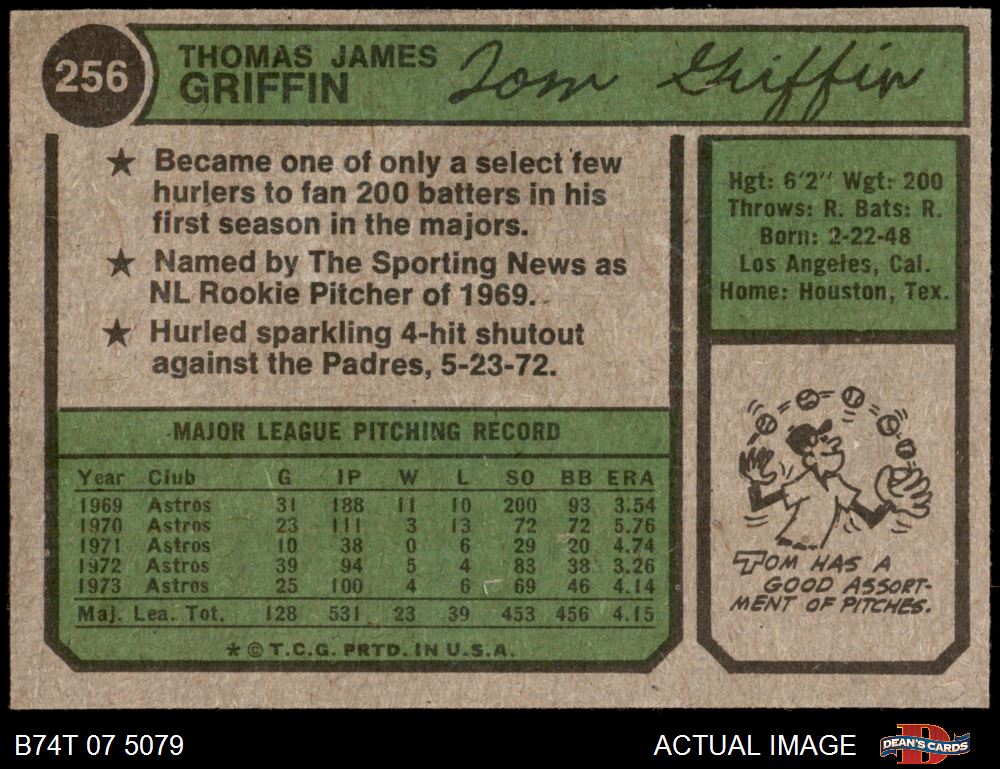 256
THOMAS JAMES
GRIFFIN
Tom Griffin
★ Became one of only a select few
hurlers to fan 200 batters in his
first season in the majors.
★ Named by The Sporting News as
NL Rookie Pitcher of 1969.
★ Hurled sparkling 4-hit shutout
against the Padres, 5-23-72.
Hgt: 6'2" Wgt: 200
Throws: R. Bats: R.
Born: 2-22-48
Los Angeles, Cal.
Home: Houston, Tex.
MAJOR LEAGUE PITCHING RECORD
Year Club G IP W L SO BB ERA
1969 Astros 31 188 11 10 200 93 3.54
1970 Astros 23 111 3 13 72 72 5.76
1971 Astros 10 38 0 6 29 20 4.74
1972 Astros 39 94 5 4 83 38 3.26
1973 Astros 25 100 4 6 69 46 4.14
Maj. Lea. Tot. 128 531 23 39 453 456 4.15
* © T.C.G. PRTD. IN U.S.A.
TOM HAS A
GOOD ASSORT-
MENT OF PITCHES.
B74T 07 5079
ACTUAL IMAGE
DEAN'S CARDS